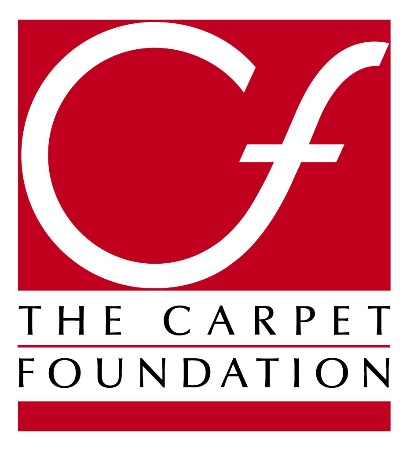 Cf
THE CARPET
FOUNDATION